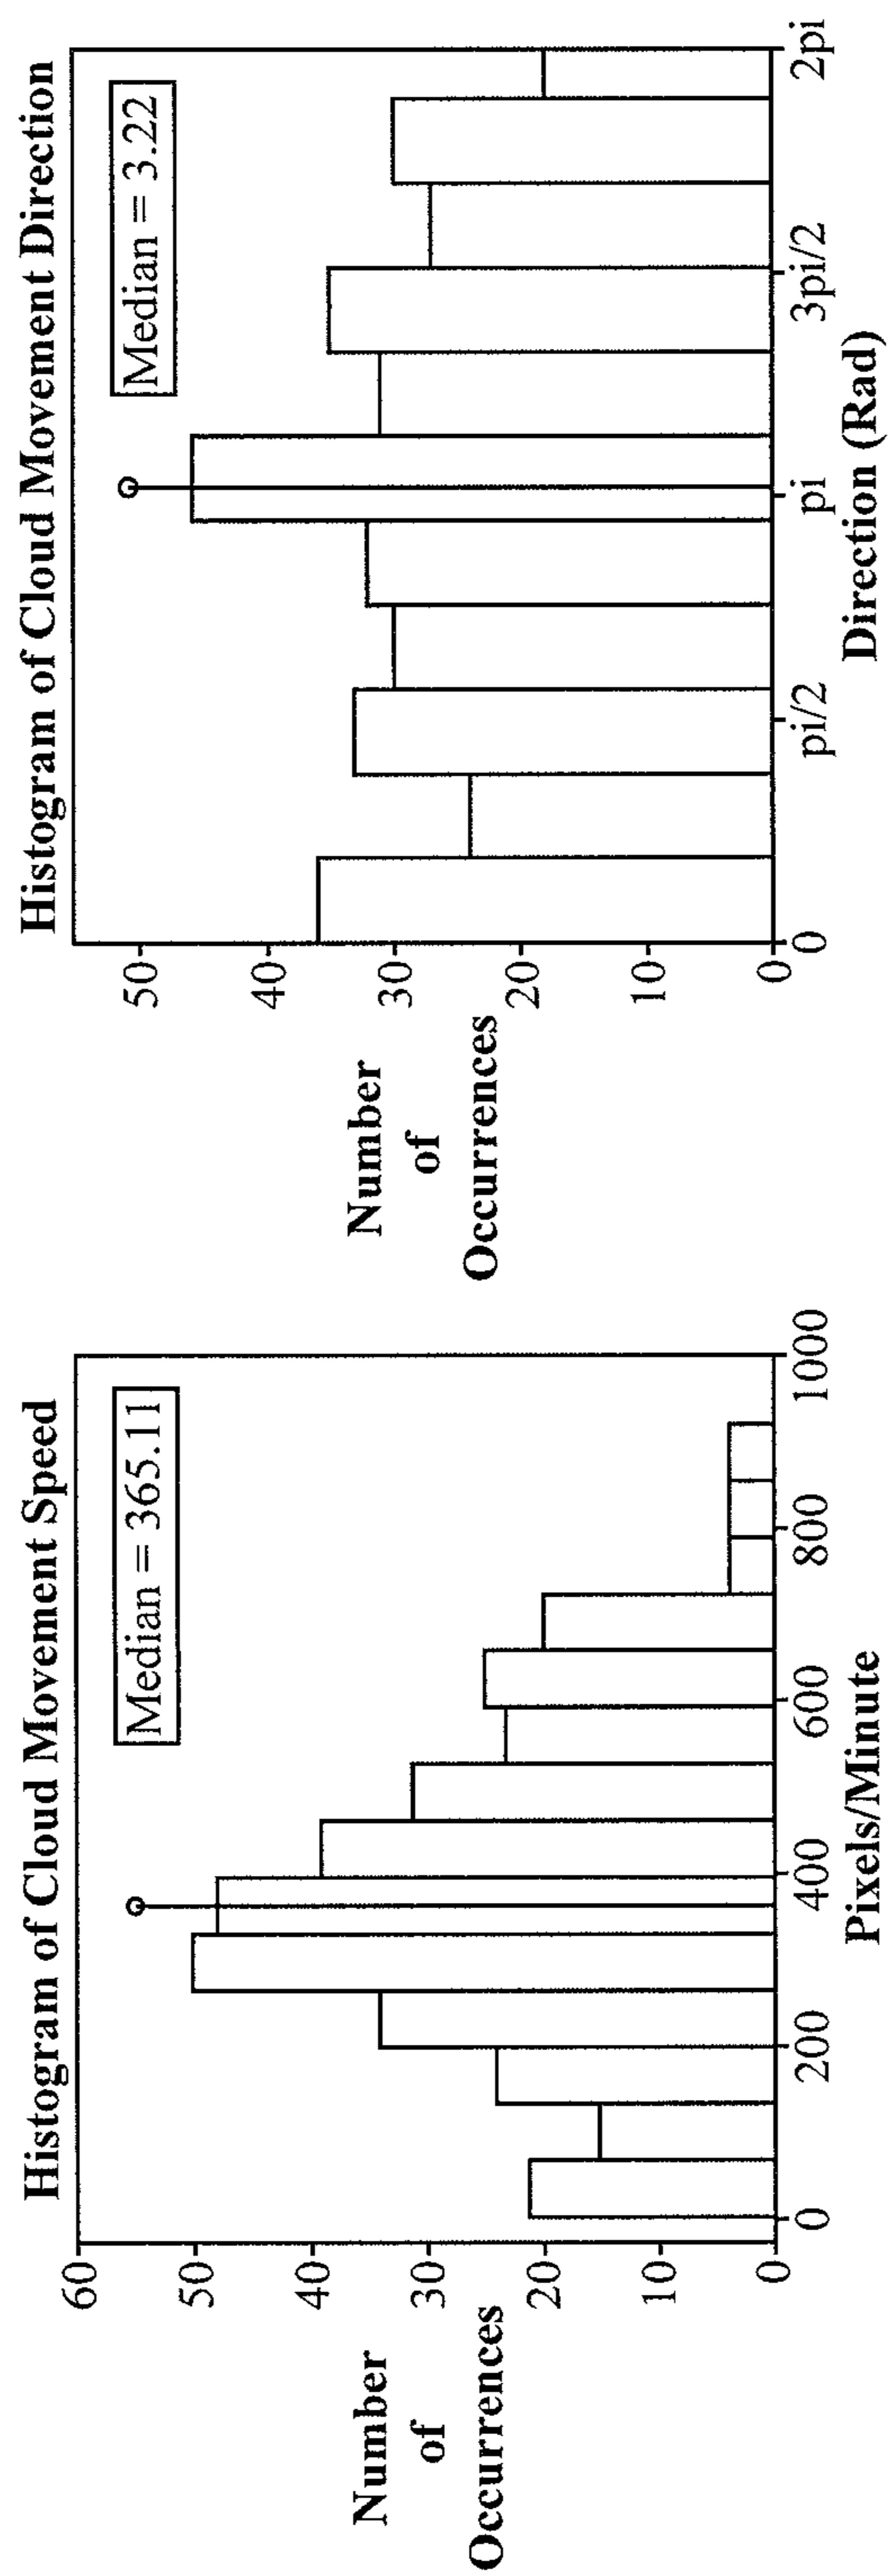 Histogram of Cloud Movement Speed
Median = 365.11
60
50
40
30
20
10
0
Number
of
Occurrences
0
200
400
600
800
1000
Pixels/Minute
Histogram of Cloud Movement Direction
Median = 3.22
50
40
30
20
10
0
Number
of
Occurrences
0
pi/2
pi
3pi/2
2pi
Direction (Rad)